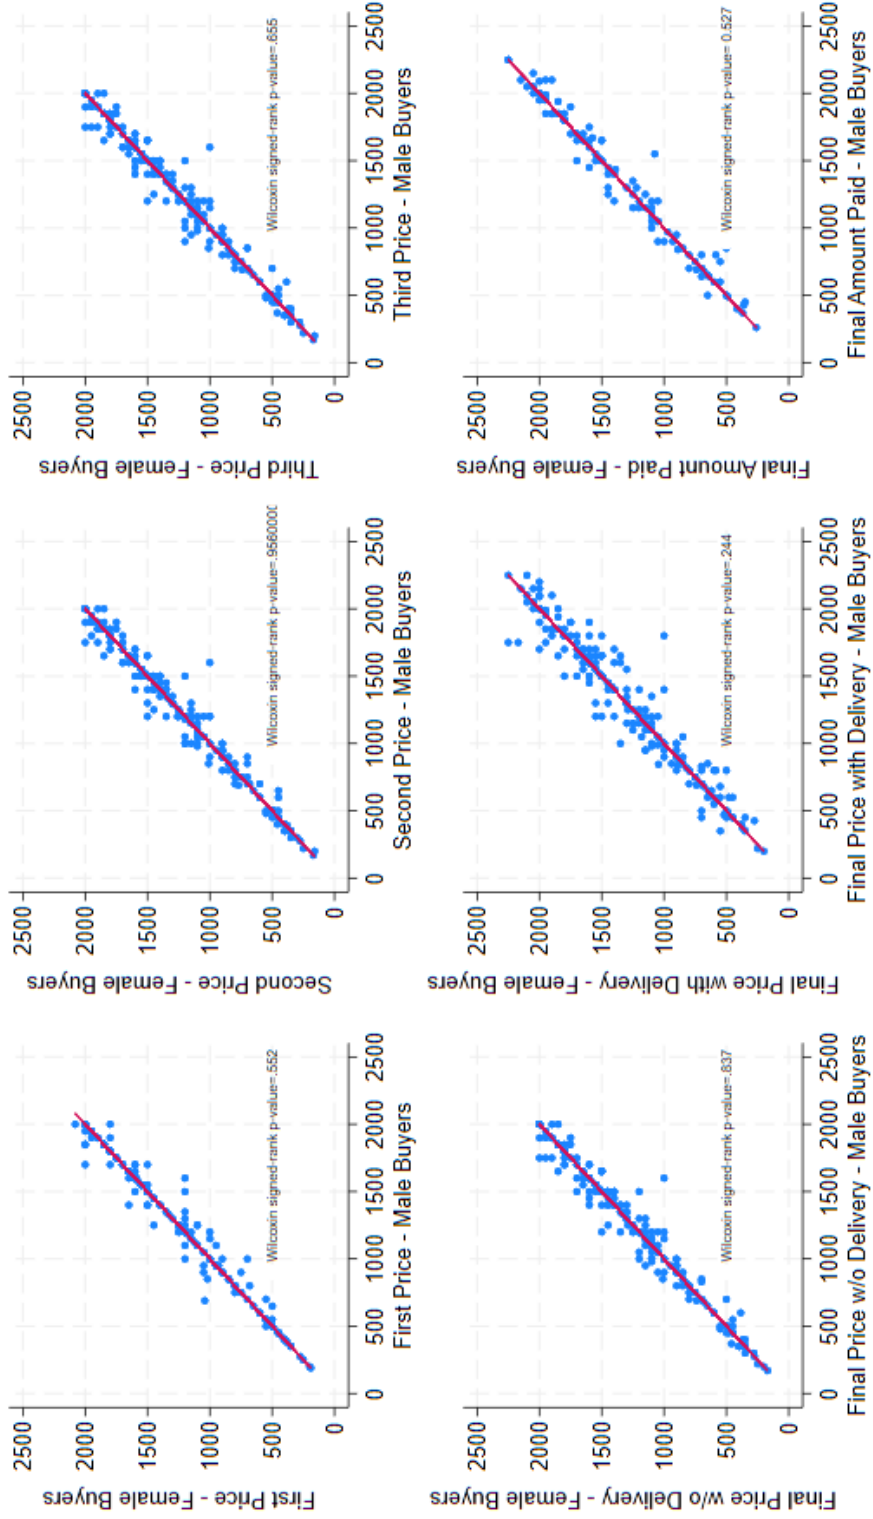 First Price - Female Buyers
2500
2000
1500
1000
500
0
Wilcoxin signed-rank p-value=.552
0 500 1000 1500 2000 2500
First Price - Male Buyers
Second Price - Female Buyers
2500
2000
1500
1000
500
0
Wilcoxin signed-rank p-value=.9560000
0 500 1000 1500 2000 2500
Second Price - Male Buyers
Third Price - Female Buyers
2500
2000
1500
1000
500
0
Wilcoxin signed-rank p-value=.655
0 500 1000 1500 2000 2500
Third Price - Male Buyers
Final Price w/o Delivery - Female Buyers
2500
2000
1500
1000
500
0
Wilcoxin signed-rank p-value=.837
0 500 1000 1500 2000 2500
Final Price w/o Delivery - Male Buyers
Final Price with Delivery - Female Buyers
2500
2000
1500
1000
500
0
Wilcoxin signed-rank p-value=.244
0 500 1000 1500 2000 2500
Final Price with Delivery - Male Buyers
Final Amount Paid - Female Buyers
2500
2000
1500
1000
500
0
Wilcoxin signed-rank p-value= 0.527
0 500 1000 1500 2000 2500
Final Amount Paid - Male Buyers